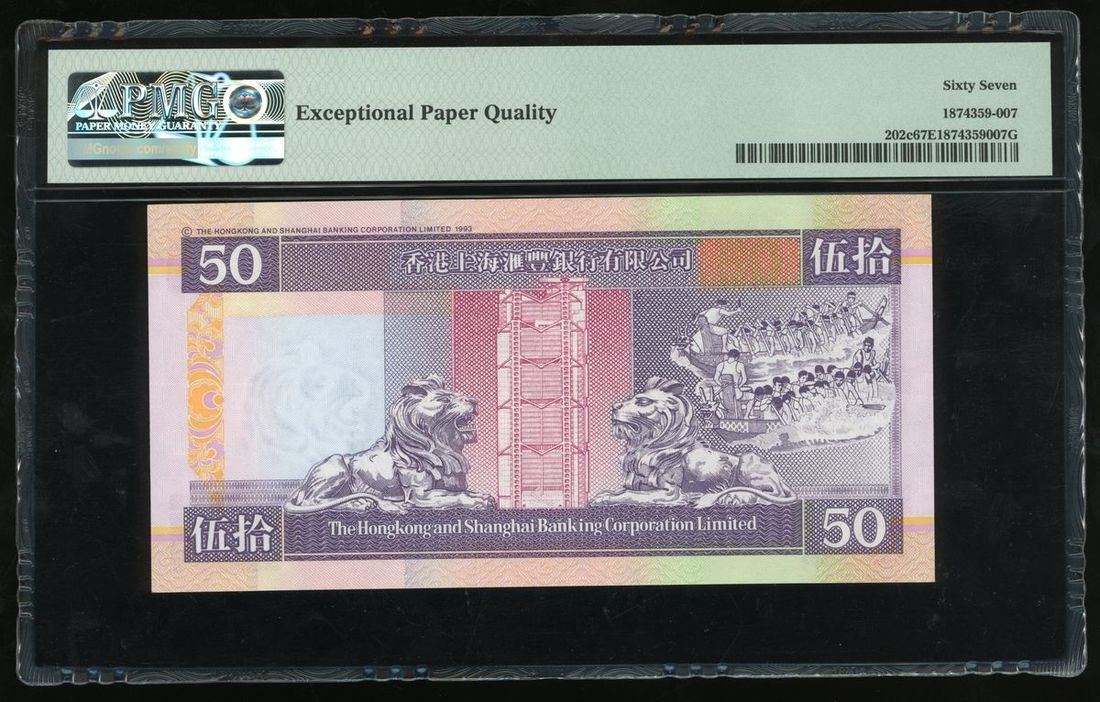 PMG
PAPER MONEY GUARANTY
Exceptional Paper Quality
Sixty Seven
1874359-007
202c67E1874359007G
© THE HONGKONG AND SHANGHAI BANKING CORPORATION LIMITED 1993
50
香港上海滙豐銀行有限公司
伍拾
伍拾
The Hongkong and Shanghai Banking Corporation Limited
50